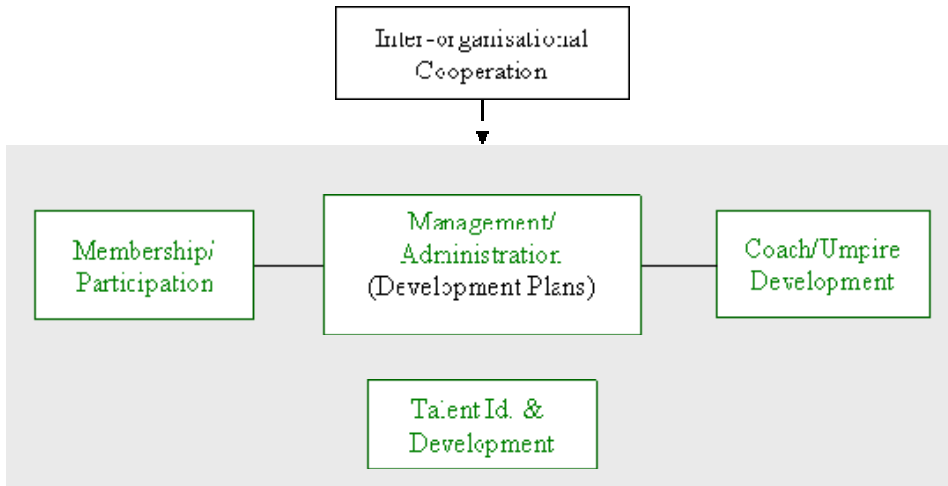 Inter-organisational
Cooperation
Membership/
Participation
Management/
Administration
(Development Plans)
Coach/Umpire
Development
Talent Id. &
Development